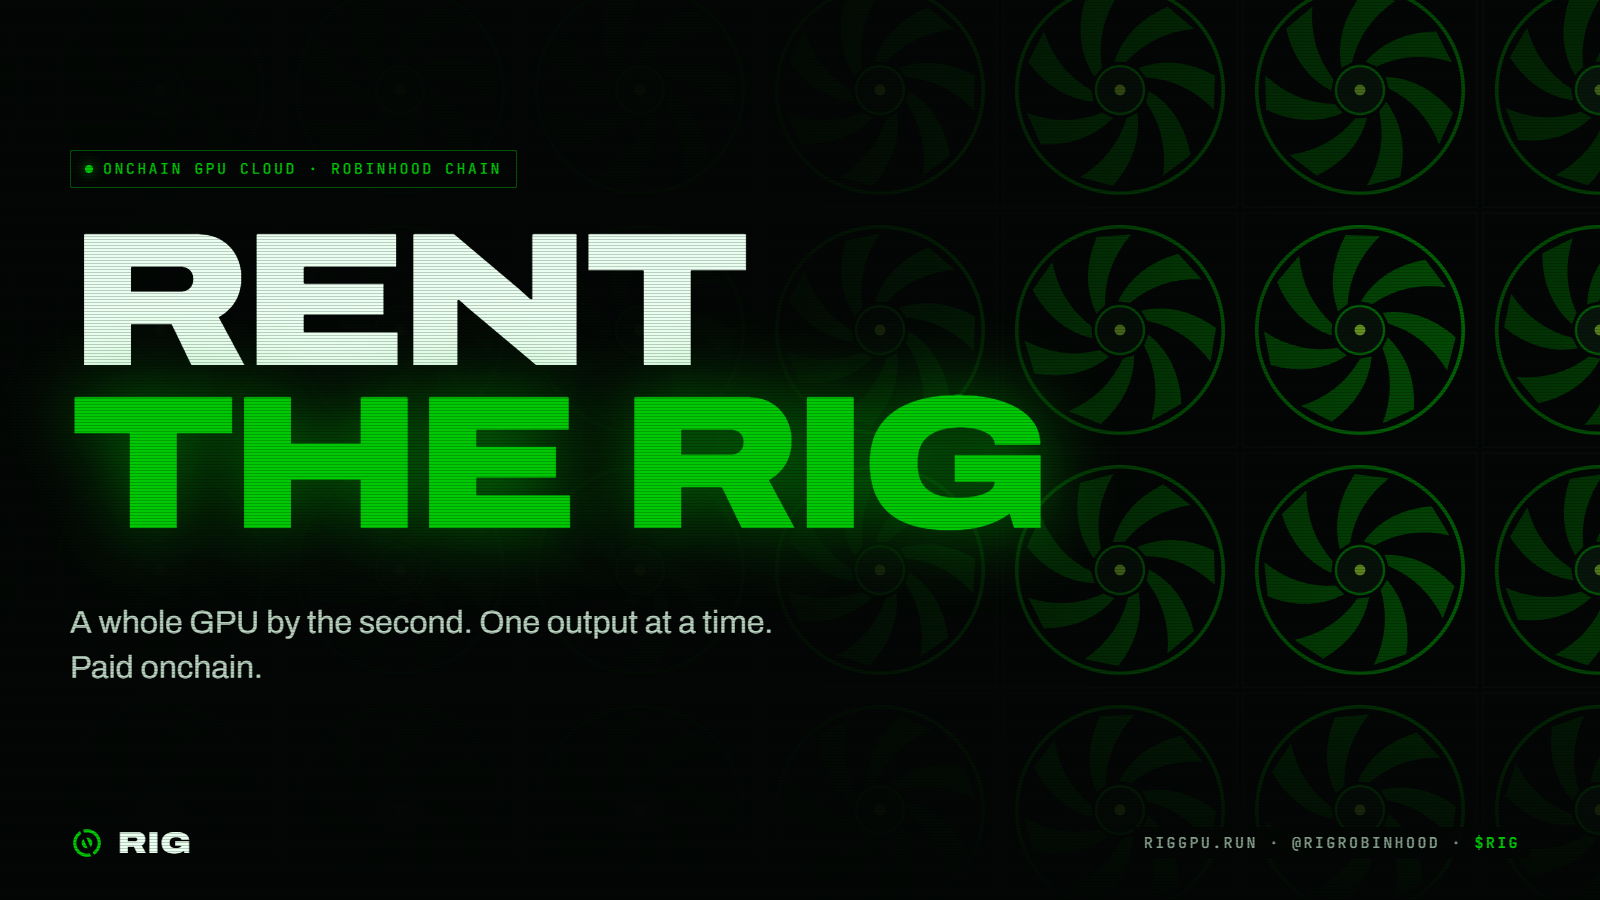 ONCHAIN GPU CLOUD · ROBINHOOD CHAIN
RENT
THE RIG
A whole GPU by the second. One output at a time.
Paid onchain.
RIG
RIGGPU.RUN · @RIGROBINHOOD · $RIG